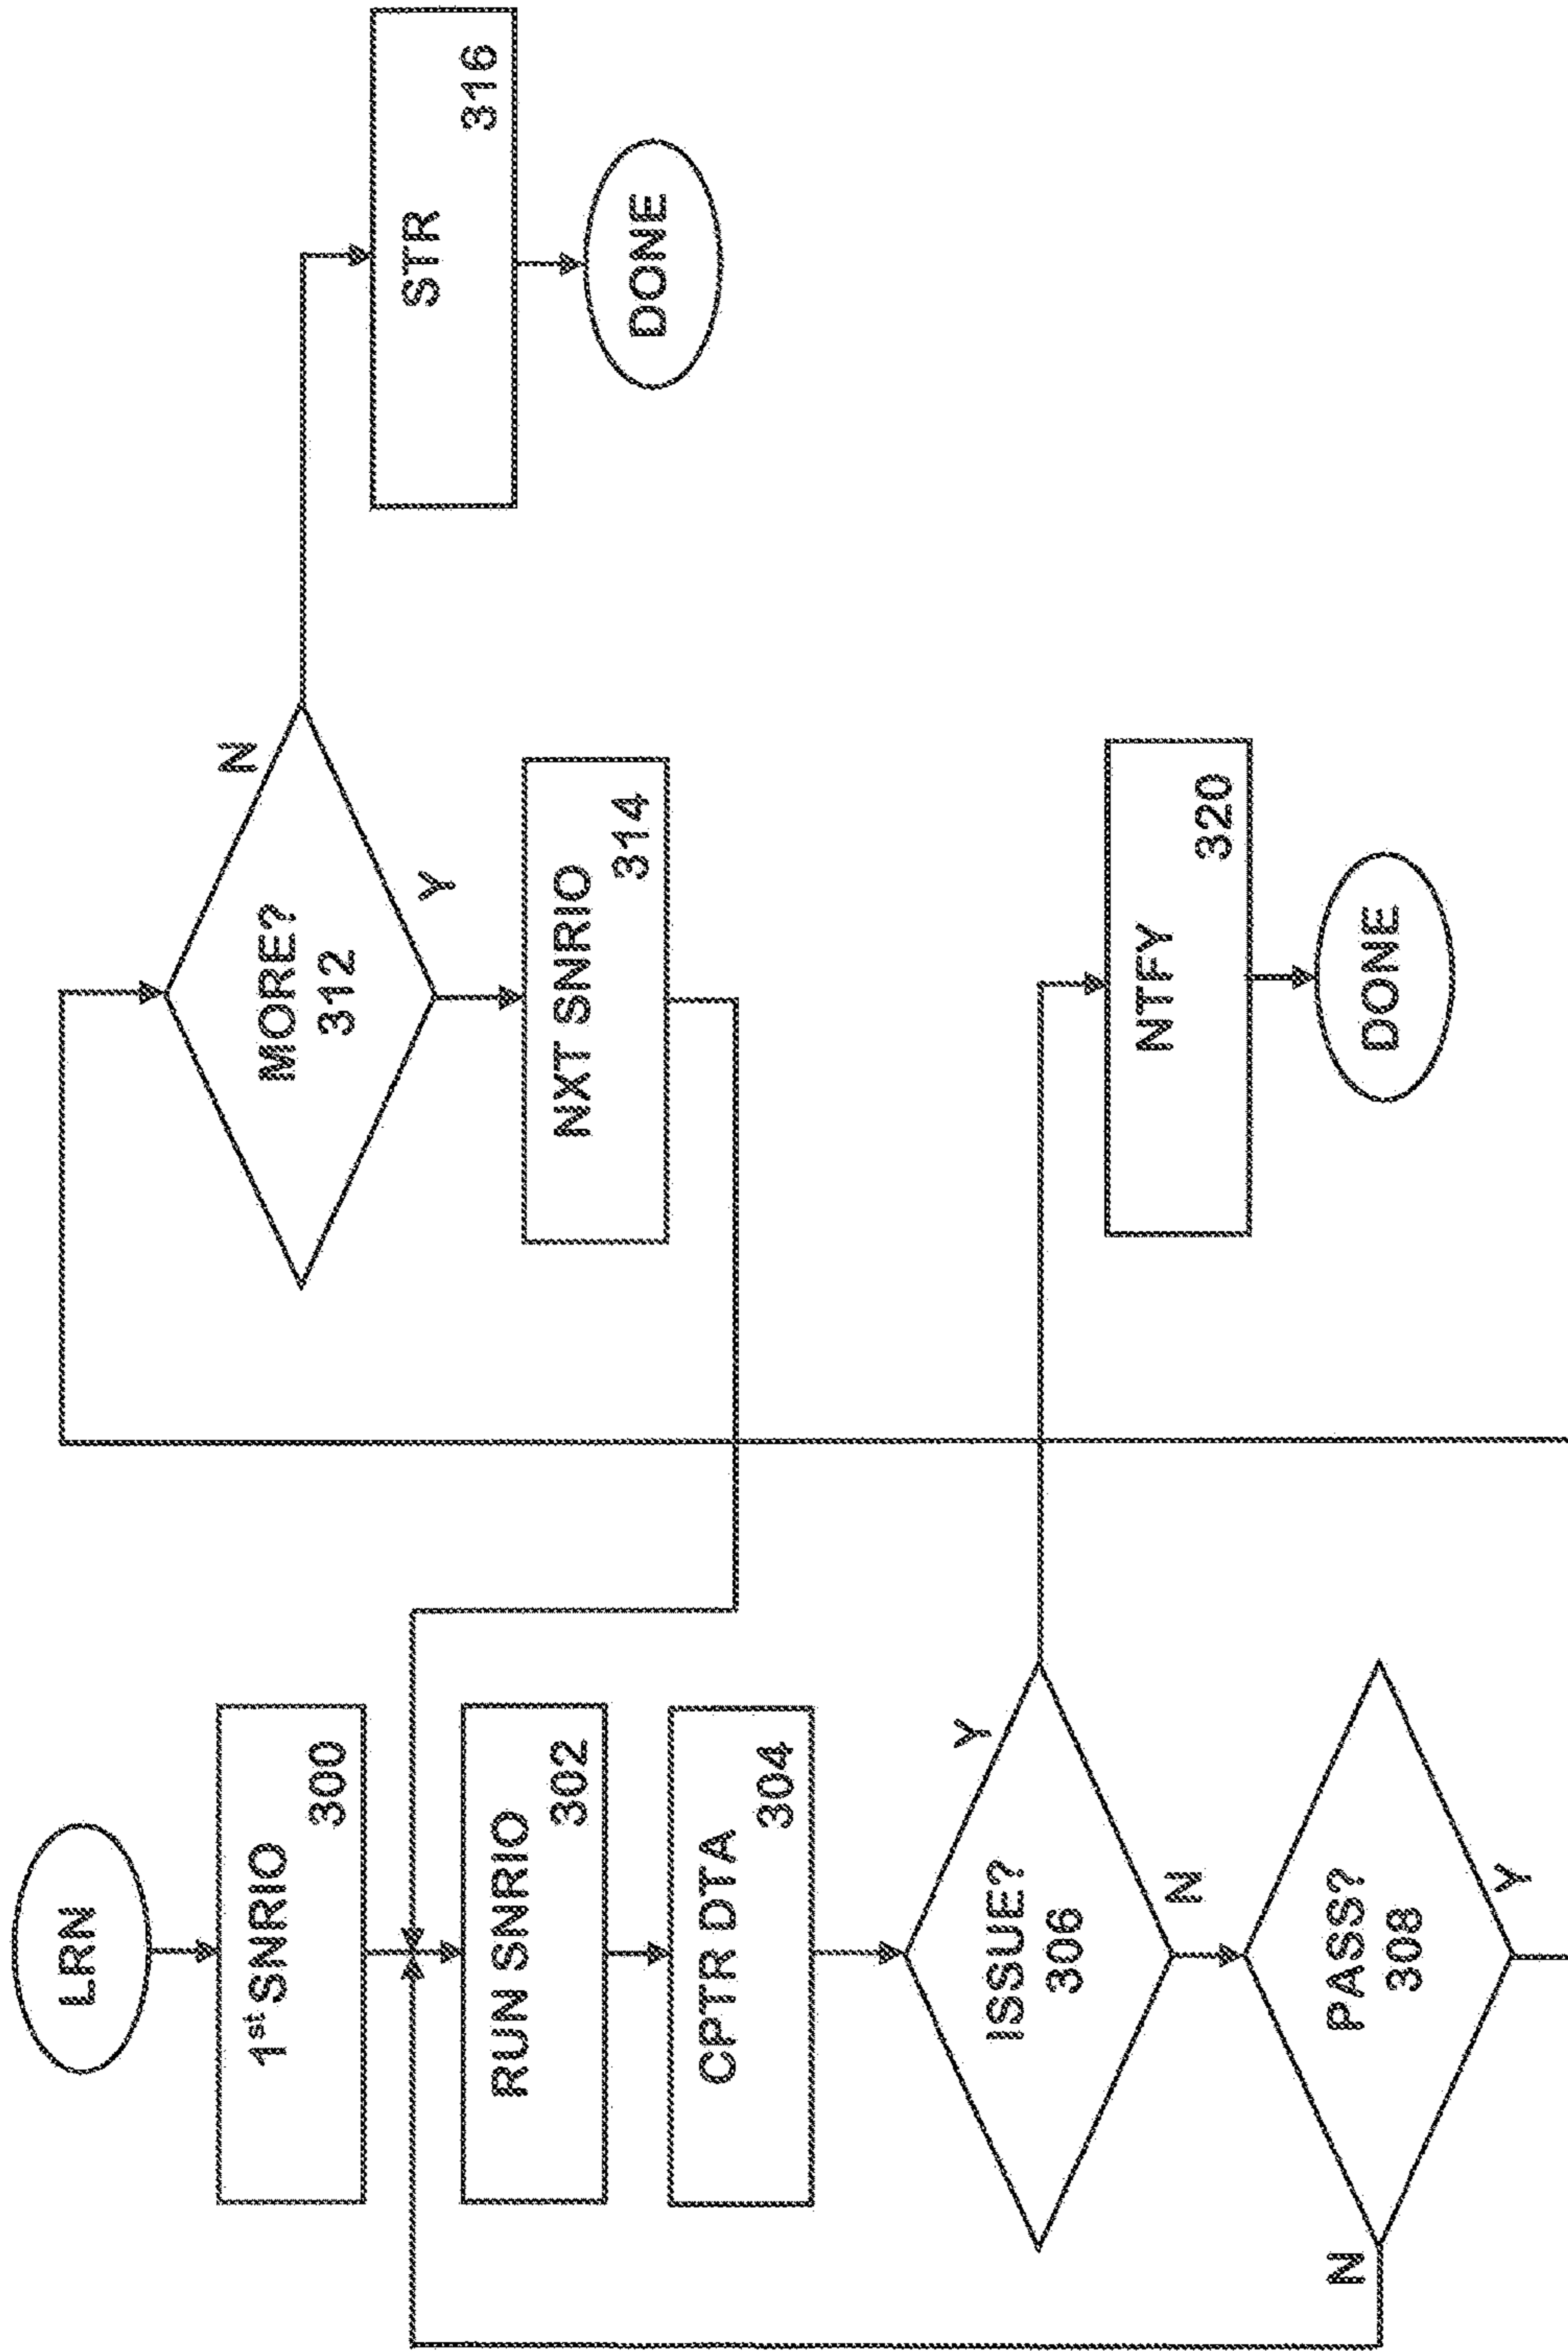 LRN
1st SNRIO
300
RUN SNRIO
302
CPTR DTA
304
ISSUE?
306
Y
N
PASS?
308
N
Y
MORE?
312
N
Y
NXT SNRIO
314
STR
316
DONE
NTFY
320
DONE